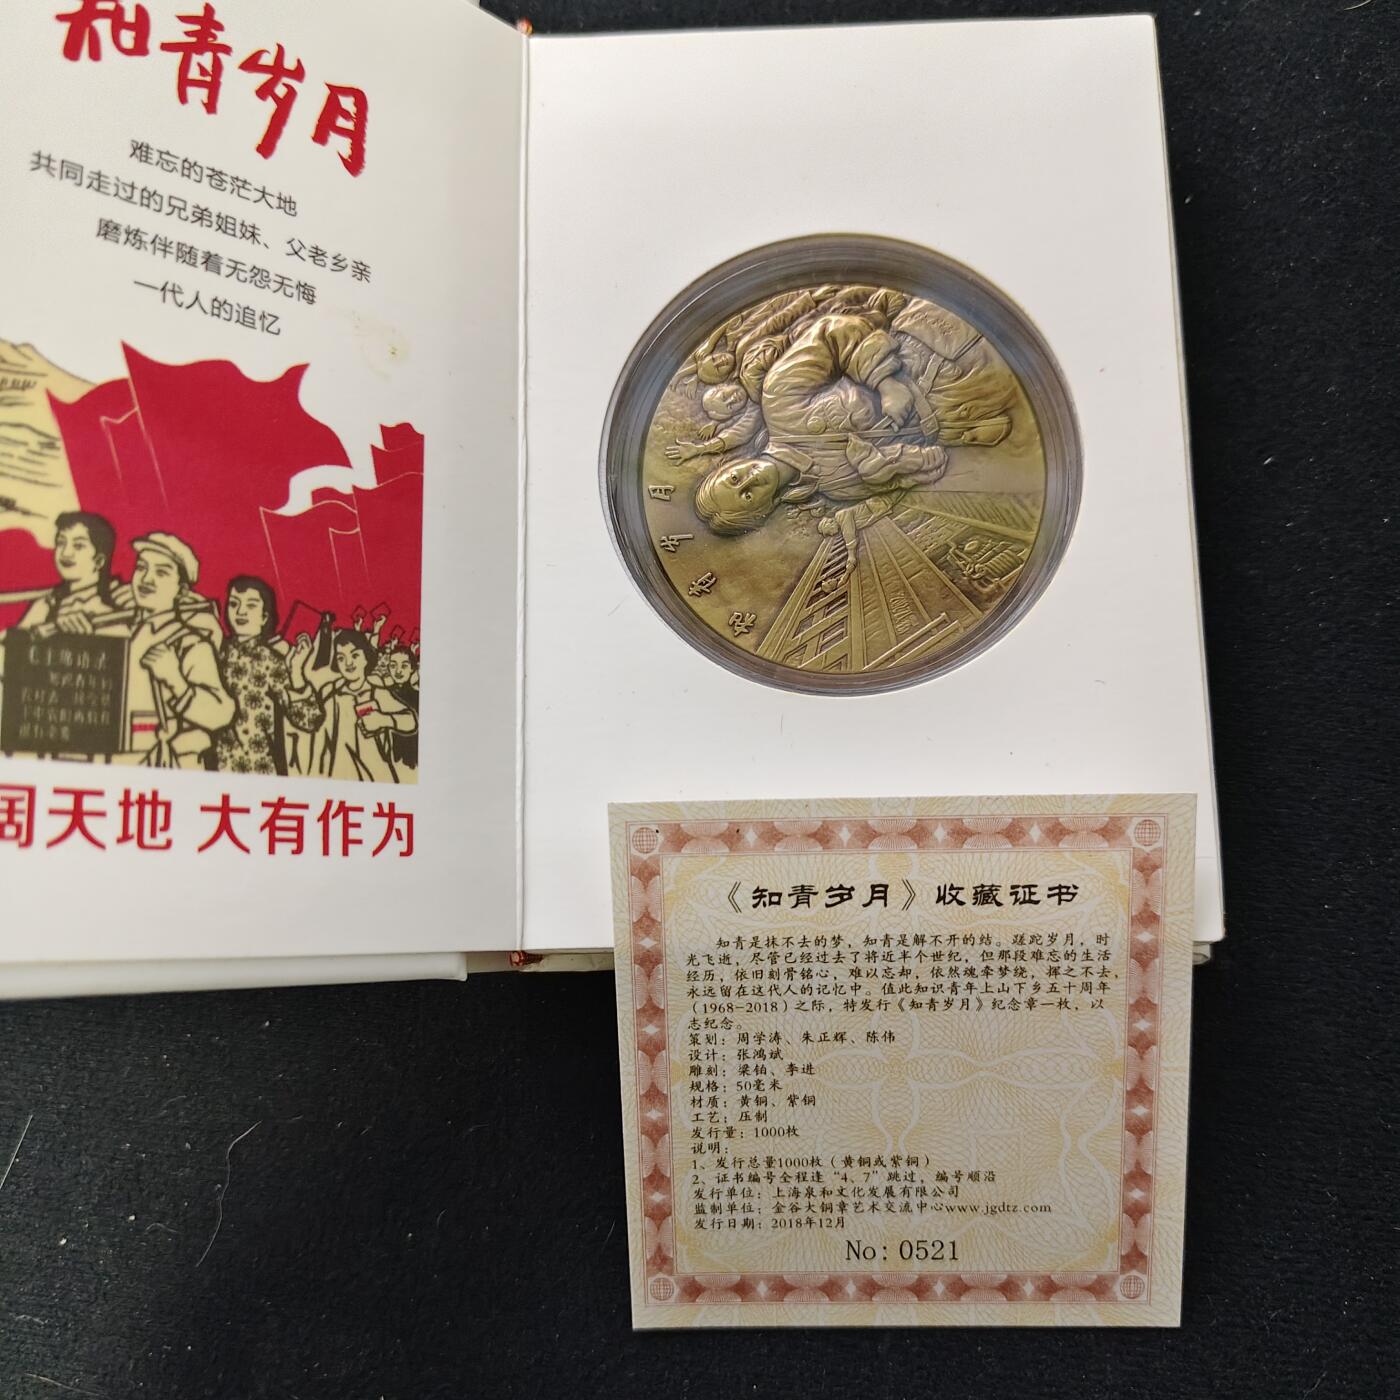 知青岁月
难忘的苍茫大地
共同走过的兄弟姐妹、父老乡亲
磨炼伴随着无怨无悔
一代人的追忆
阔天地 大有作为
知青岁月
《知青岁月》收藏证书
知青是抹不去的梦，知青是解不开的结。蹉跎岁月，时
光飞逝，尽管已经过去了将近半个世纪，但那段难忘的生活
经历，依旧刻骨铭心，难以忘却，依然魂牵梦绕，挥之不去，
永远留在这代人的记忆中。值此知识青年上山下乡五十周年
（1968-2018）之际，特发行《知青岁月》纪念章一枚，以
志纪念。
策划：周学涛、朱正辉、陈伟
设计：张鸿斌
雕刻：梁铂、李进
规格：50毫米
材质：黄铜、紫铜
工艺：压制
发行量：1000枚
说明：
1、发行总量1000枚（黄铜或紫铜）
2、证书编号全程逢“4、7”跳过，编号顺沿
发行单位：上海泉和文化发展有限公司
监制单位：金谷大铜章艺术交流中心www.jgdtz.com
发行日期：2018年12月
No: 0521